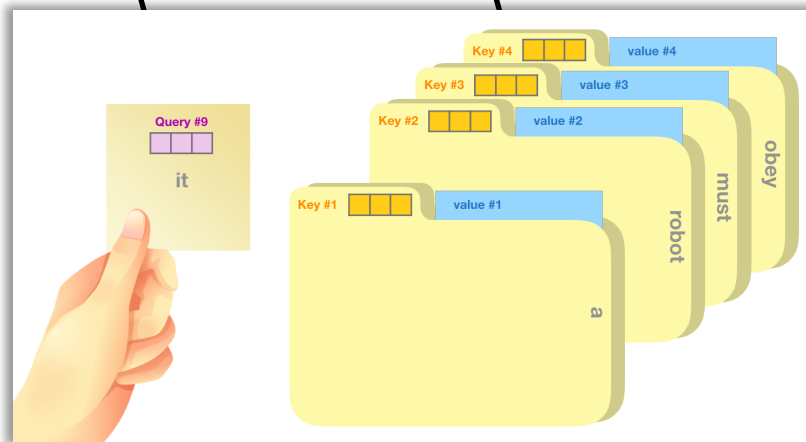 Query #9
it
Key #4
value #4
obey
Key #3
value #3
must
Key #2
value #2
robot
Key #1
value #1
a